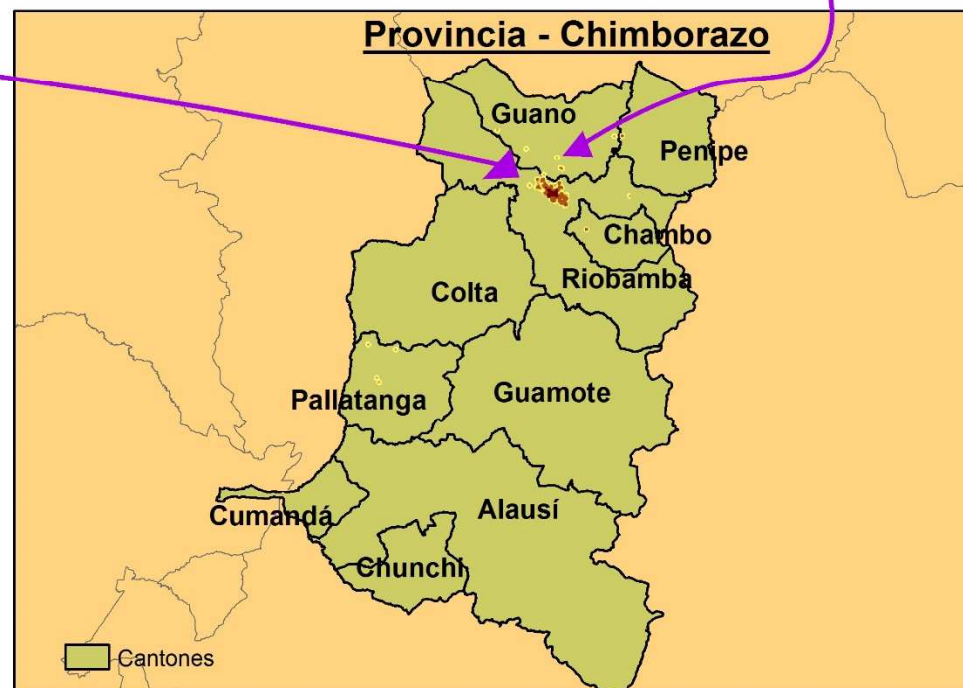 Provincia - Chimborazo
Guano
Penipe
Chambo
Riobamba
Colta
Guamote
Pallatanga
Alausí
Cumandá
Chunchi
Cantones